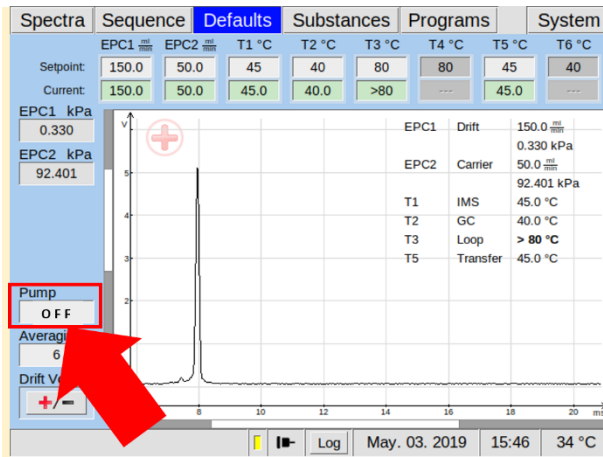 Spectra Sequence Defaults Substances Programs System
EPC1 ml/min EPC2 ml/min T1 °C T2 °C T3 °C T4 °C T5 °C T6 °C
Setpoint: 150.0 50.0 45 40 80 80 45 40
Current: 150.0 50.0 45.0 40.0 >80 --- 45.0 ---
EPC1 kPa
0.330
EPC2 kPa
92.401
V
5
4
3
2
EPC1 Drift 150.0 ml/min
0.330 kPa
EPC2 Carrier 50.0 ml/min
92.401 kPa
T1 IMS 45.0 °C
T2 GC 40.0 °C
T3 Loop > 80 °C
T5 Transfer 45.0 °C
Pump
OFF
Averagi
6
Drift V
+/-
8 10 12 14 16 18 20 ms
Log May. 03. 2019 15:46 34 °C